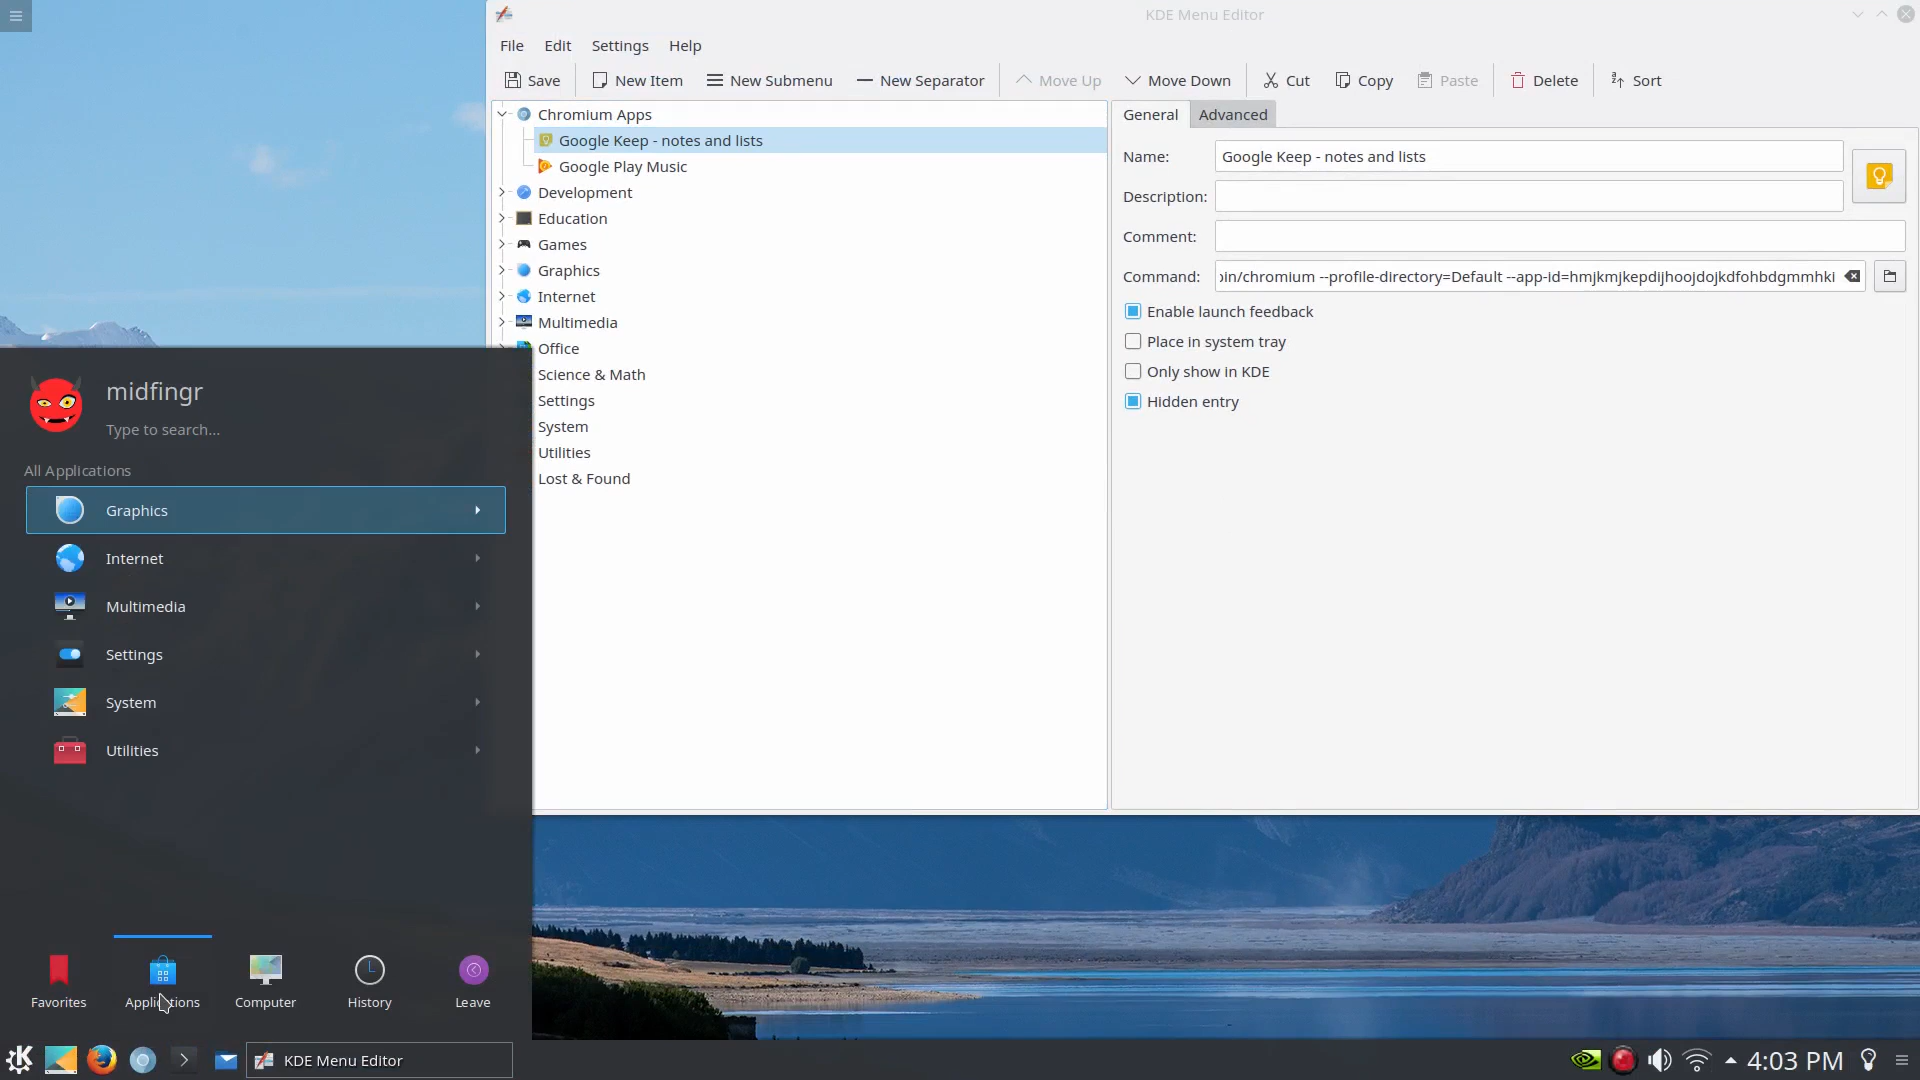 KDE Menu Editor
File Edit Settings Help
Save New Item New Submenu New Separator Move Up Move Down Cut Copy Paste Delete Sort
Chromium Apps
Google Keep - notes and lists
Google Play Music
Development
Education
Games
Graphics
Internet
Multimedia
Office
Science & Math
Settings
System
Utilities
Lost & Found
General Advanced
Name: Google Keep - notes and lists
Description:
Comment:
Command: bin/chromium --profile-directory=Default --app-id=hmjkmjkepdijhoojdojkdfohbdgmmhki
Enable launch feedback
Place in system tray
Only show in KDE
Hidden entry
midfingr
Type to search...
All Applications
Graphics
Internet
Multimedia
Settings
System
Utilities
Favorites Applications Computer History Leave
KDE Menu Editor
4:03 PM